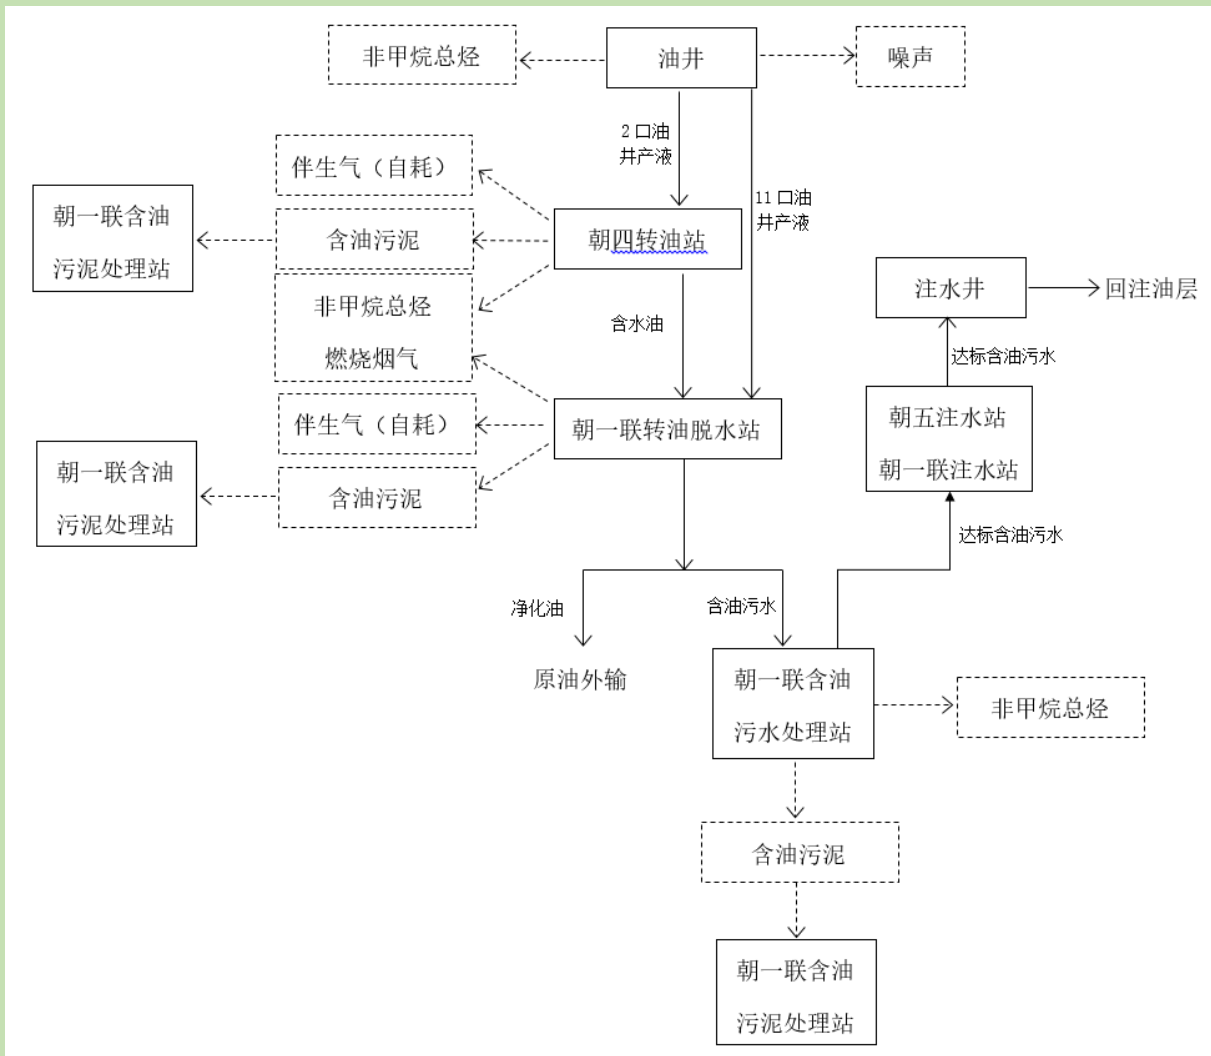 非甲烷总烃
油井
噪声
2 口油
井产液
伴生气（自耗）
11 口油
井产液
朝一联含油
污泥处理站
含油污泥
朝四转油站
注水井
回注油层
非甲烷总烃
燃烧烟气
含水油
达标含油污水
伴生气（自耗）
朝一联转油脱水站
朝五注水站
朝一联注水站
朝一联含油
污泥处理站
含油污泥
达标含油污水
净化油
含油污水
原油外输
朝一联含油
污水处理站
非甲烷总烃
含油污泥
朝一联含油
污泥处理站